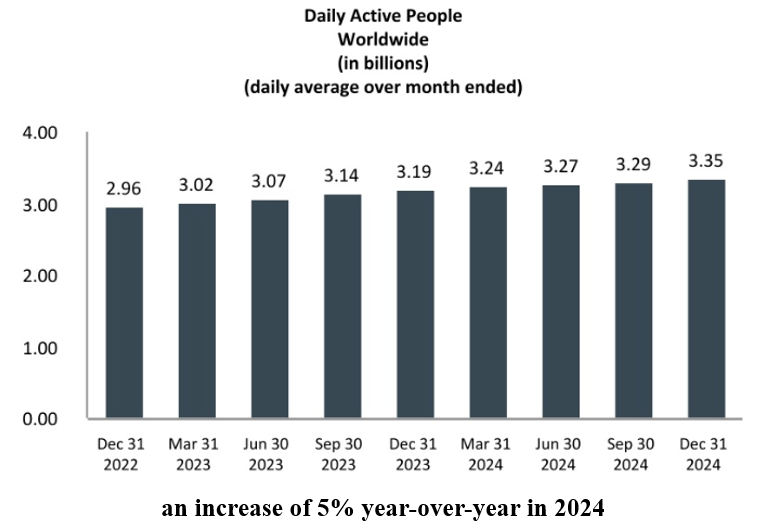 Daily Active People
Worldwide
(in billions)
(daily average over month ended)
4.00
3.00
2.00
1.00
0.00
2.96
3.02
3.07
3.14
3.19
3.24
3.27
3.29
3.35
Dec 31
2022
Mar 31
2023
Jun 30
2023
Sep 30
2023
Dec 31
2023
Mar 31
2024
Jun 30
2024
Sep 30
2024
Dec 31
2024
an increase of 5% year-over-year in 2024